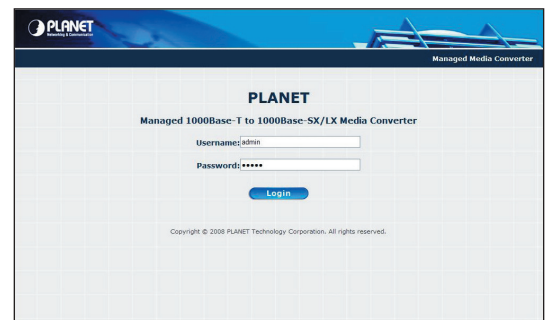 PLANET
Networking & Communication
Managed Media Converter
PLANET
Managed 1000Base-T to 1000Base-SX/LX Media Converter
Username: admin
Password: •••••
Login
Copyright © 2008 PLANET Technology Corporation. All rights reserved.